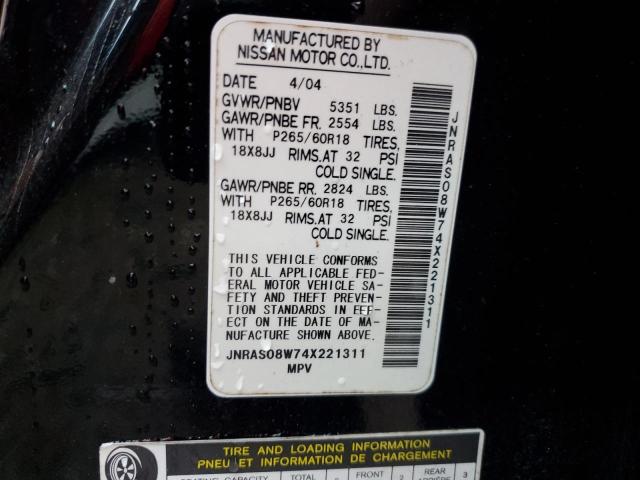 MANUFACTURED BY
NISSAN MOTOR CO.,LTD.
DATE 4/04
GVWR/PNBV 5351 LBS.
GAWR/PNBE FR. 2554 LBS.
WITH P265/60R18 TIRES,
18X8JJ RIMS.AT 32 PSI
COLD SINGLE.
GAWR/PNBE RR. 2824 LBS.
WITH P265/60R18 TIRES,
18X8JJ RIMS.AT 32 PSI
COLD SINGLE.
THIS VEHICLE CONFORMS
TO ALL APPLICABLE FED-
ERAL MOTOR VEHICLE SA-
FETY AND THEFT PREVEN-
TION STANDARDS IN EFF-
ECT ON THE DATE OF MA-
NUFACTURE SHOWN ABOVE.
JNRAS08W74X221311
MPV
JNRAS08W74X221311
TIRE AND LOADING INFORMATION
PNEU ET INFORMATION DE CHARGEMENT
SEATING CAPACITY TOTAL FRONT 2 REAR 3